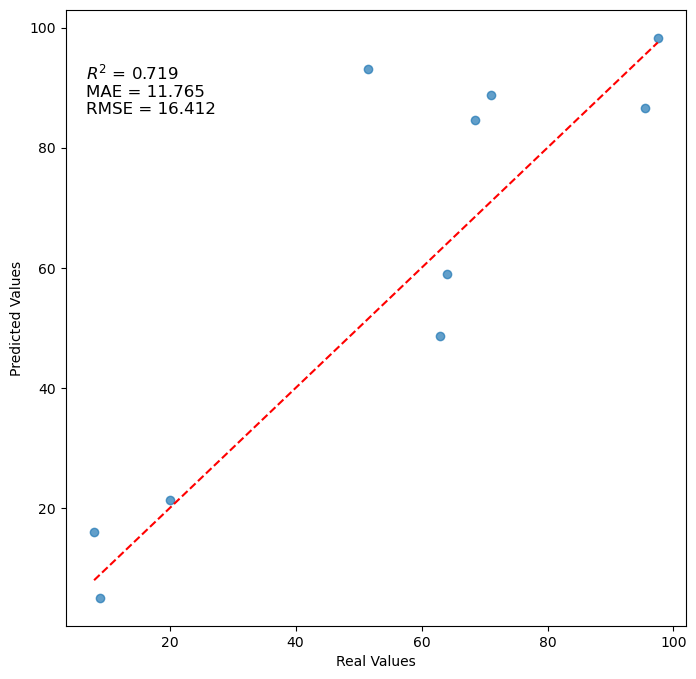 100
80
60
40
20
Predicted Values
R² = 0.719
MAE = 11.765
RMSE = 16.412
20 40 60 80 100
Real Values